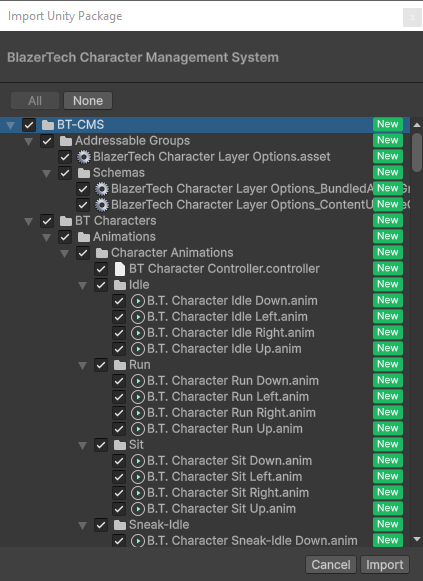 Import Unity Package
BlazerTech Character Management System
All None
BT-CMS New
Addressable Groups New
BlazerTech Character Layer Options.asset New
Schemas New
BlazerTech Character Layer Options_BundledA New
BlazerTech Character Layer Options_ContentU New
BT Characters New
Animations New
Character Animations New
BT Character Controller.controller New
Idle New
B.T. Character Idle Down.anim New
B.T. Character Idle Left.anim New
B.T. Character Idle Right.anim New
B.T. Character Idle Up.anim New
Run New
B.T. Character Run Down.anim New
B.T. Character Run Left.anim New
B.T. Character Run Right.anim New
B.T. Character Run Up.anim New
Sit New
B.T. Character Sit Down.anim New
B.T. Character Sit Left.anim New
B.T. Character Sit Right.anim New
B.T. Character Sit Up.anim New
Sneak-Idle New
B.T. Character Sneak-Idle Down.anim New
Cancel Import